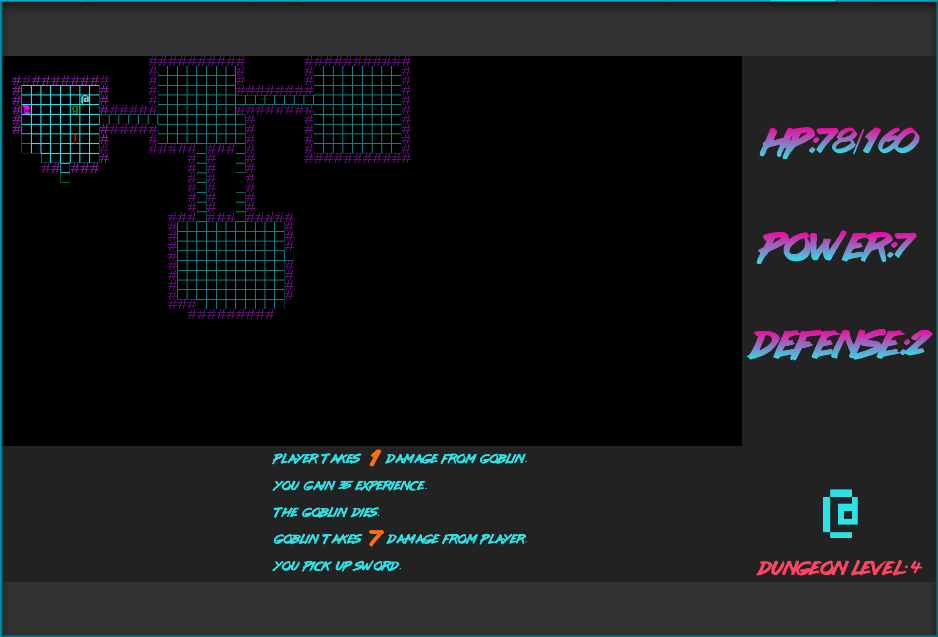 HP:78/160
POWER:7
DEFENSE:2
PLAYER TAKES 1 DAMAGE FROM GOBLIN.
YOU GAIN 35 EXPERIENCE.
THE GOBLIN DIES.
GOBLIN TAKES 7 DAMAGE FROM PLAYER.
YOU PICK UP SWORD.
@
DUNGEON LEVEL:4